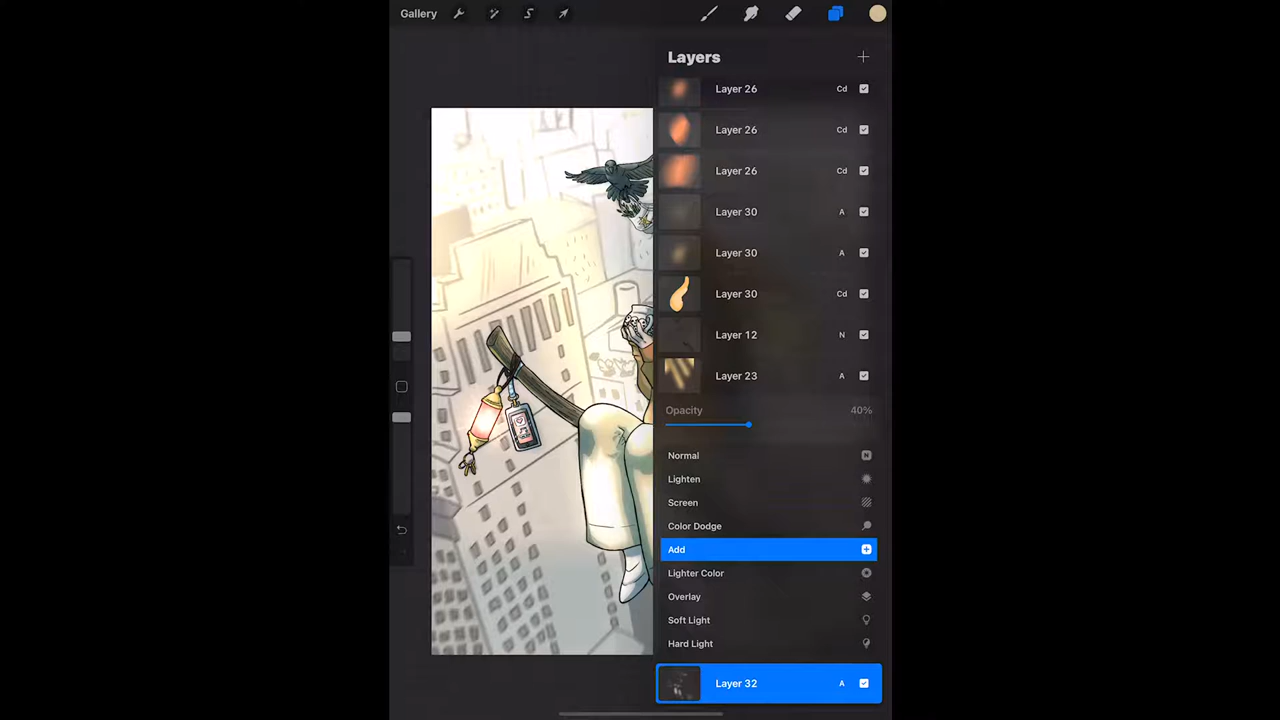 Gallery
Layers
Layer 26 Cd
Layer 26 Cd
Layer 26 Cd
Layer 30 A
Layer 30 A
Layer 30 Cd
Layer 12 N
Layer 23 A
Opacity 40%
Normal N
Lighten
Screen
Color Dodge
Add
Lighter Color
Overlay
Soft Light
Hard Light
Layer 32 A